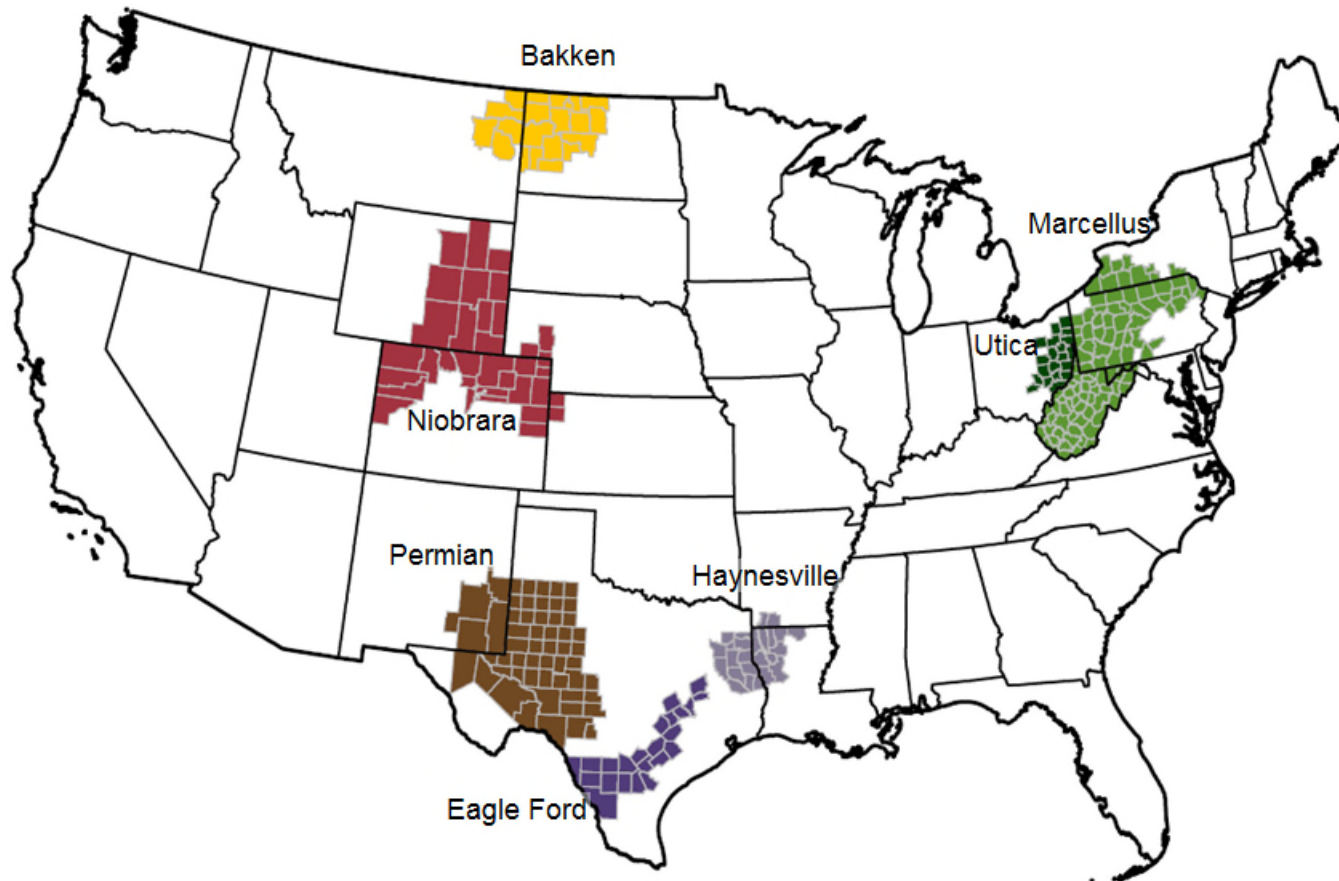 Bakken
Marcellus
Utica
Niobrara
Permian
Haynesville
Eagle Ford